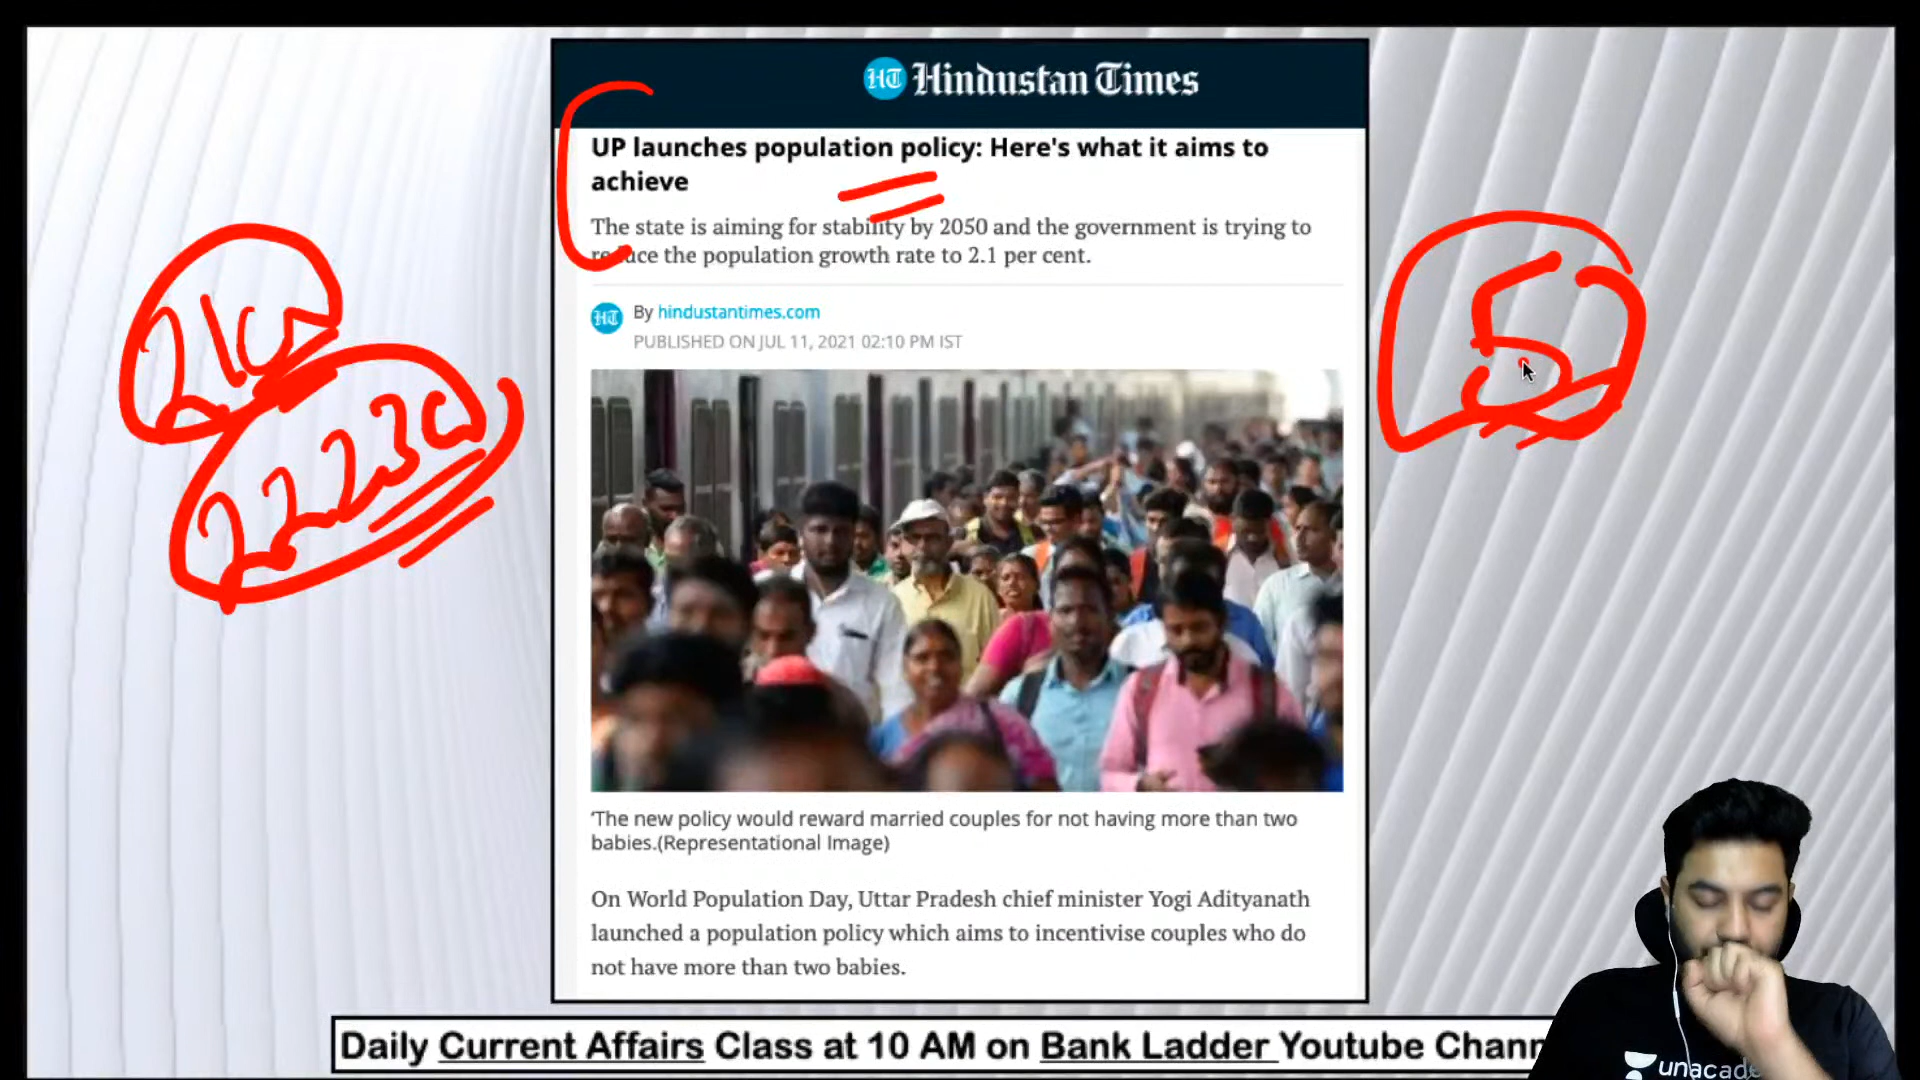 HT Hindustan Times
UP launches population policy: Here's what it aims to
achieve
The state is aiming for stability by 2050 and the government is trying to
reduce the population growth rate to 2.1 per cent.
HT
By hindustantimes.com
PUBLISHED ON JUL 11, 2021 02:10 PM IST
'The new policy would reward married couples for not having more than two
babies.(Representational Image)
On World Population Day, Uttar Pradesh chief minister Yogi Adityanath
launched a population policy which aims to incentivise couples who do
not have more than two babies.
Daily Current Affairs Class at 10 AM on Bank Ladder Youtube Chann
unacade